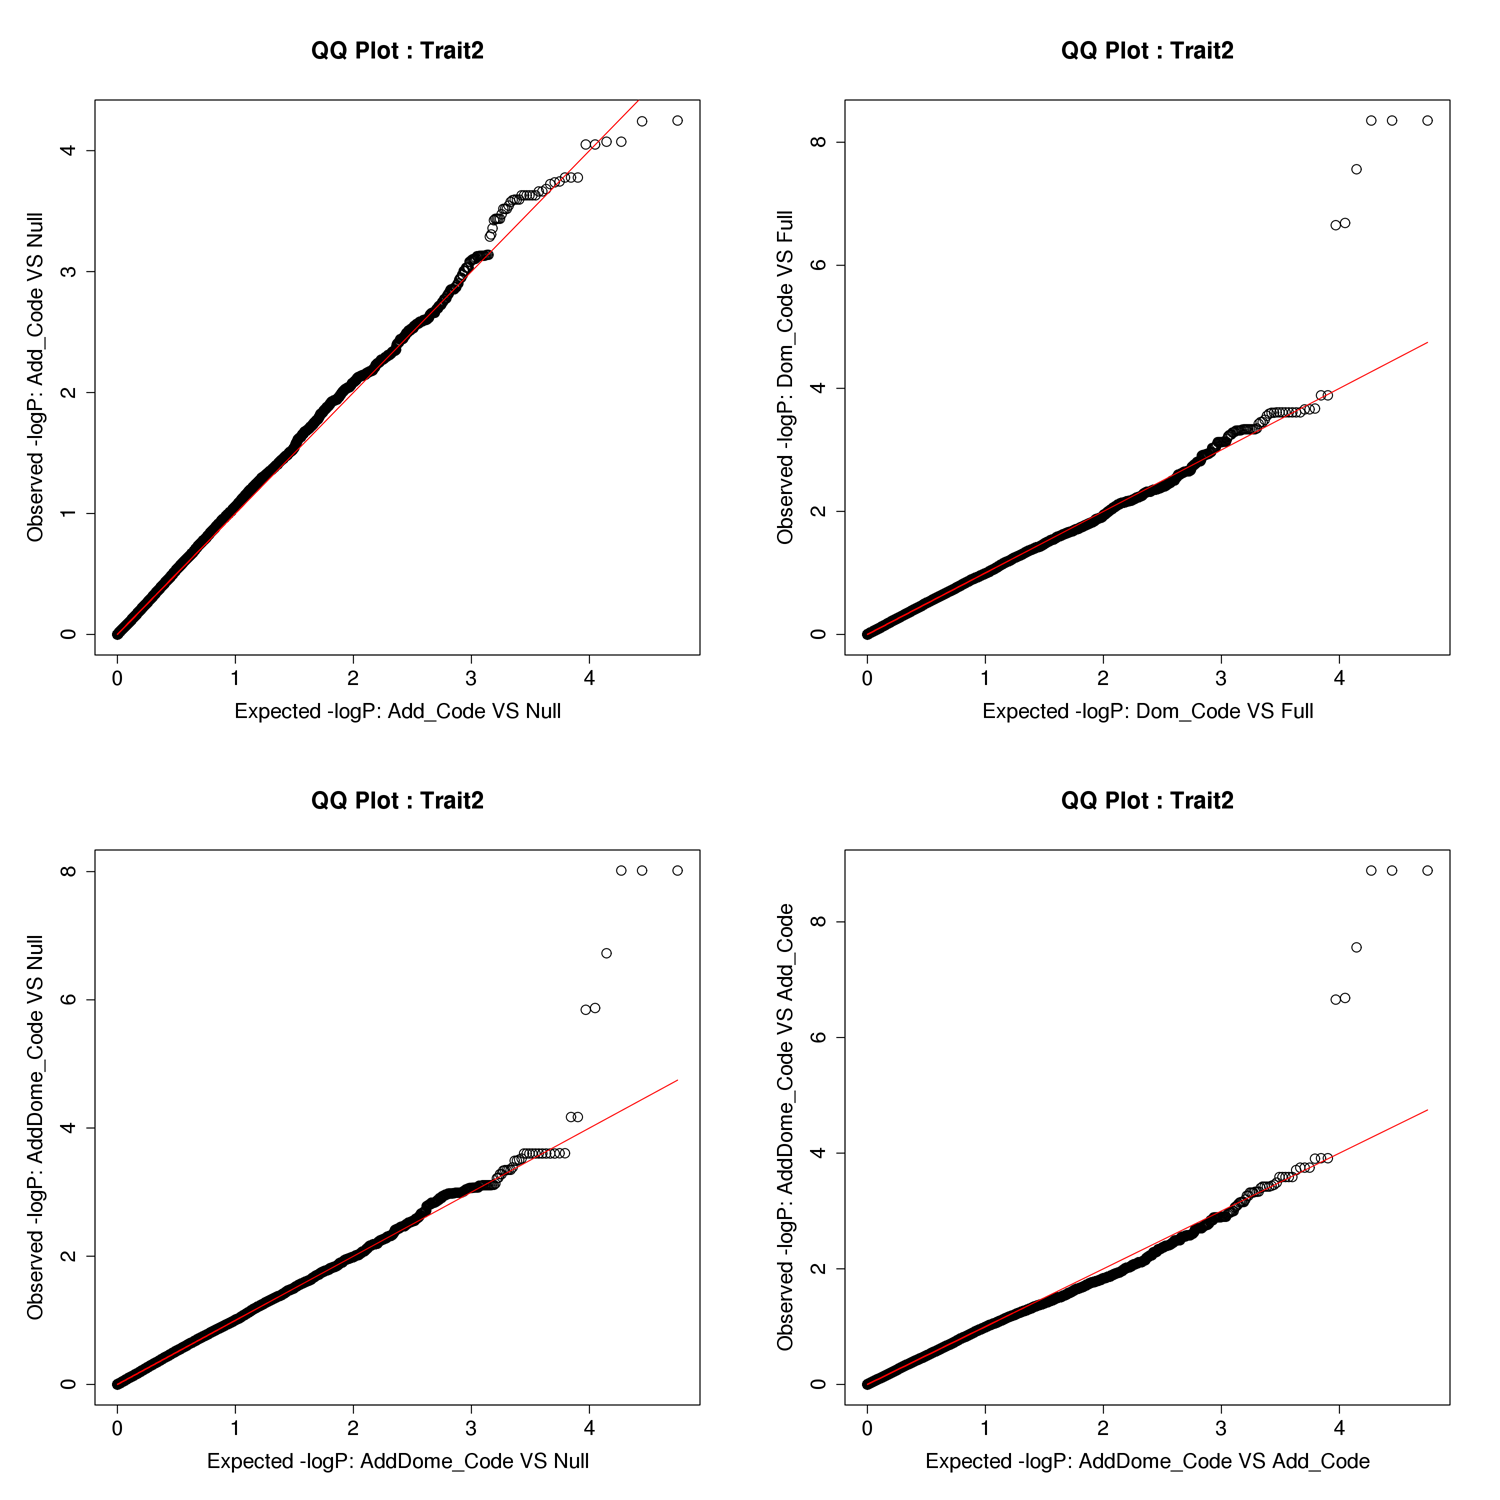 QQ Plot : Trait2
Observed -logP: Add_Code VS Null
4
3
2
1
0
0 1 2 3 4
Expected -logP: Add_Code VS Null
QQ Plot : Trait2
Observed -logP: Dom_Code VS Full
8
6
4
2
0
0 1 2 3 4
Expected -logP: Dom_Code VS Full
QQ Plot : Trait2
Observed -logP: AddDome_Code VS Null
8
6
4
2
0
0 1 2 3 4
Expected -logP: AddDome_Code VS Null
QQ Plot : Trait2
Observed -logP: AddDome_Code VS Add_Code
8
6
4
2
0
0 1 2 3 4
Expected -logP: AddDome_Code VS Add_Code